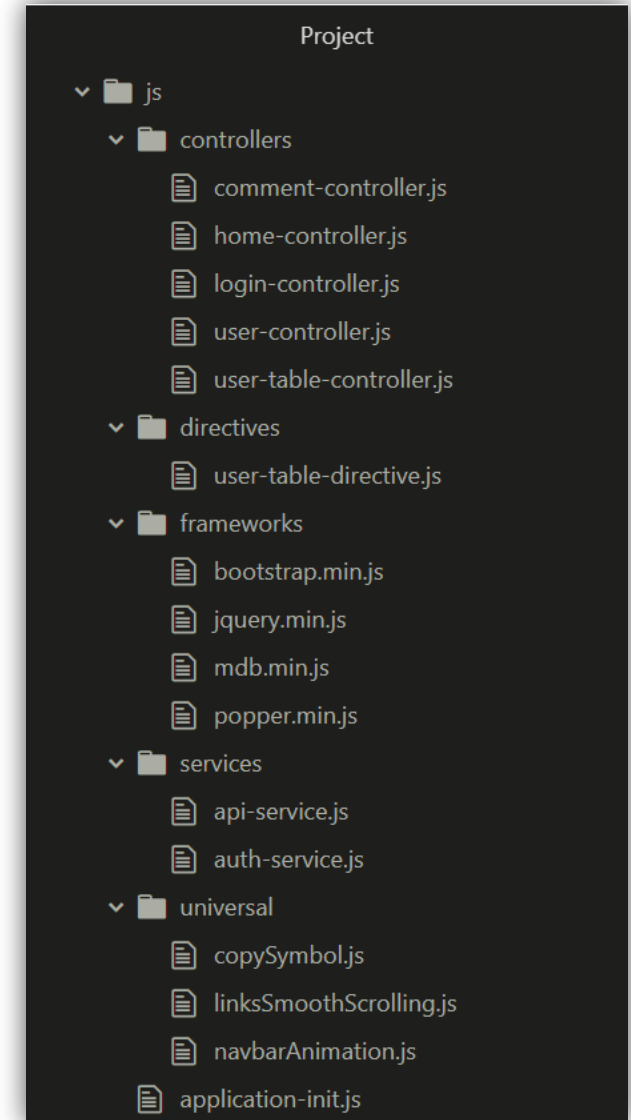 Project
js
controllers
comment-controller.js
home-controller.js
login-controller.js
user-controller.js
user-table-controller.js
directives
user-table-directive.js
frameworks
bootstrap.min.js
jquery.min.js
mdb.min.js
popper.min.js
services
api-service.js
auth-service.js
universal
copySymbol.js
linksSmoothScrolling.js
navbarAnimation.js
application-init.js